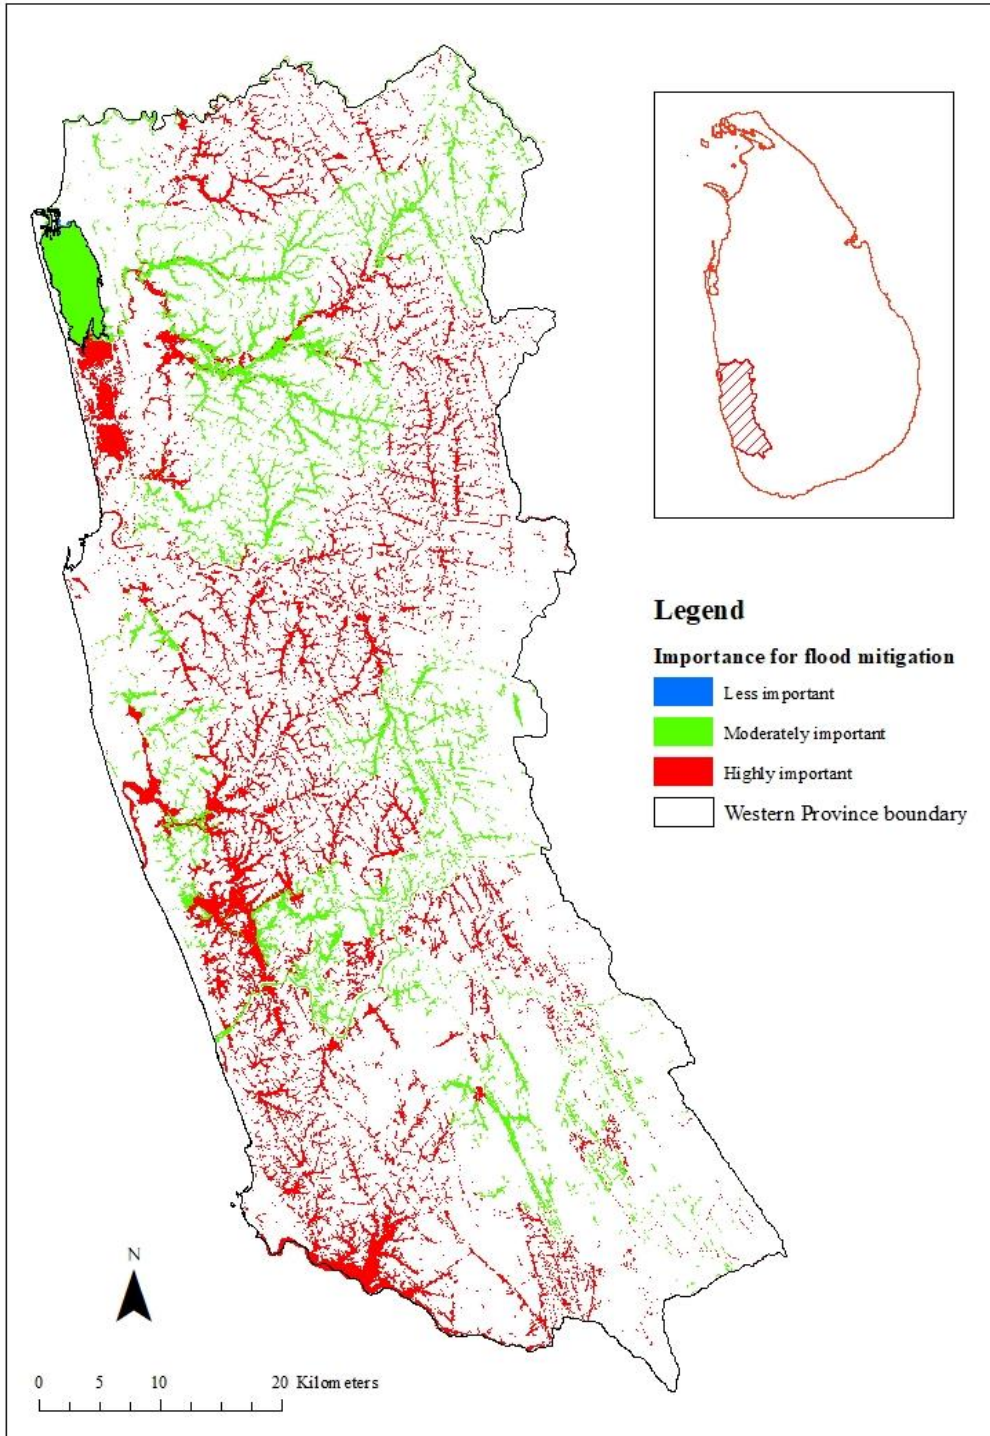 Legend
Importance for flood mitigation
Less important
Moderately important
Highly important
Western Province boundary
N
0 5 10 20 Kilometers